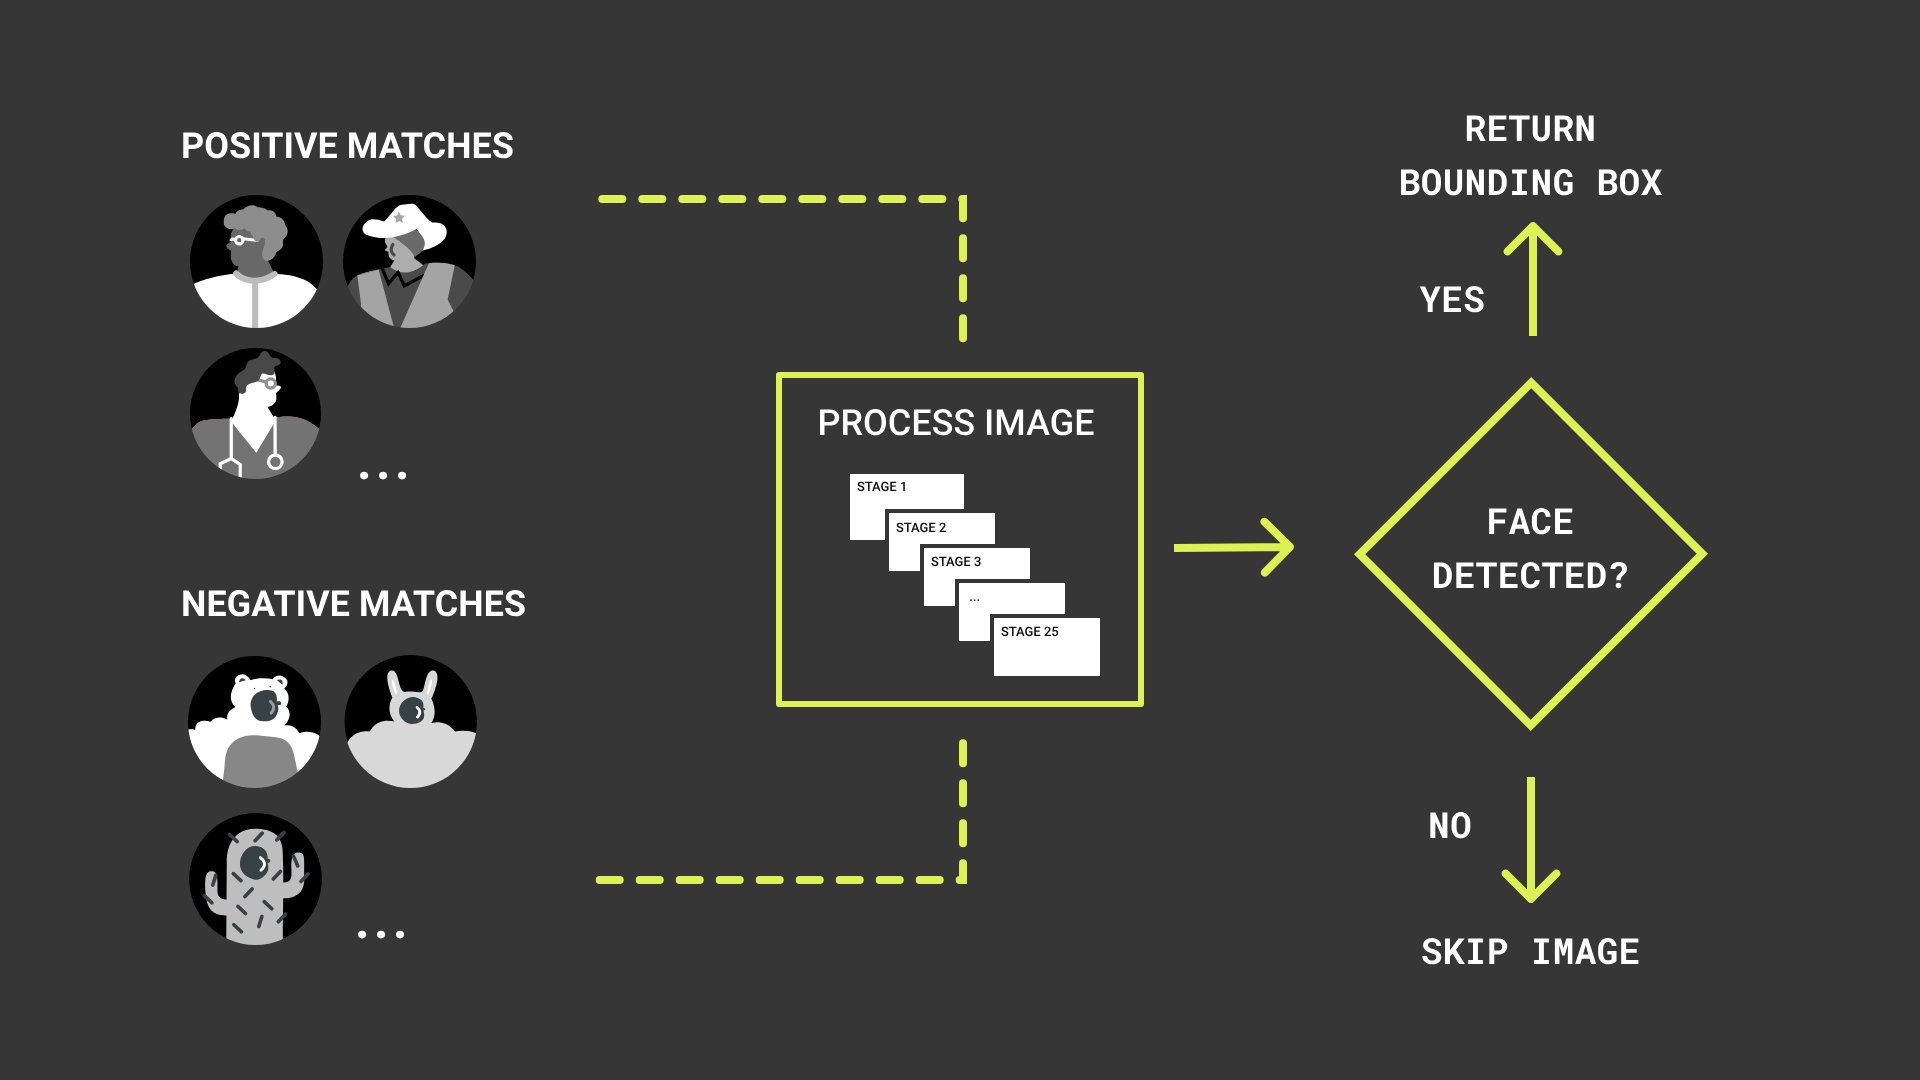 POSITIVE MATCHES
...
NEGATIVE MATCHES
...
PROCESS IMAGE
STAGE 1
STAGE 2
STAGE 3
...
STAGE 25
FACE
DETECTED?
YES
RETURN
BOUNDING BOX
NO
SKIP IMAGE